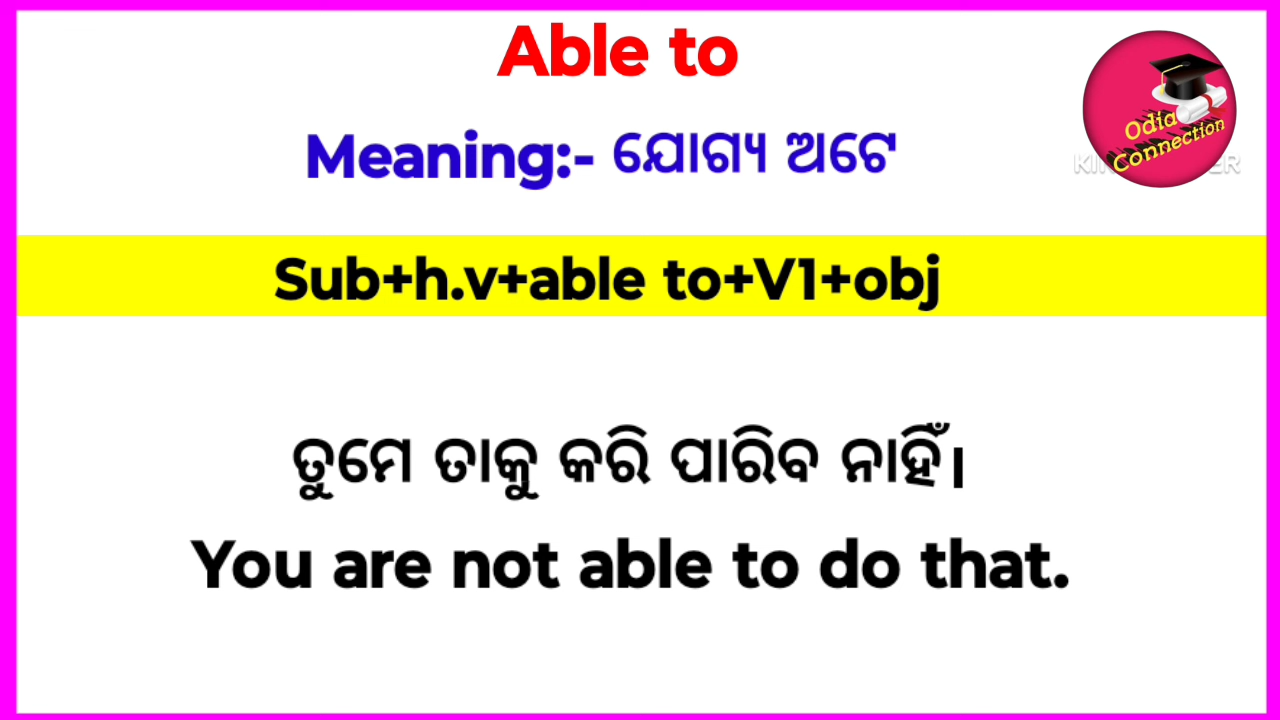 Able to
Meaning:- ଯୋଗ୍ୟ ଅଟେ
Odia
Connection
Sub+h.v+able to+V1+obj
ତୁମେ ତାକୁ କରି ପାରିବ ନାହିଁ।
You are not able to do that.